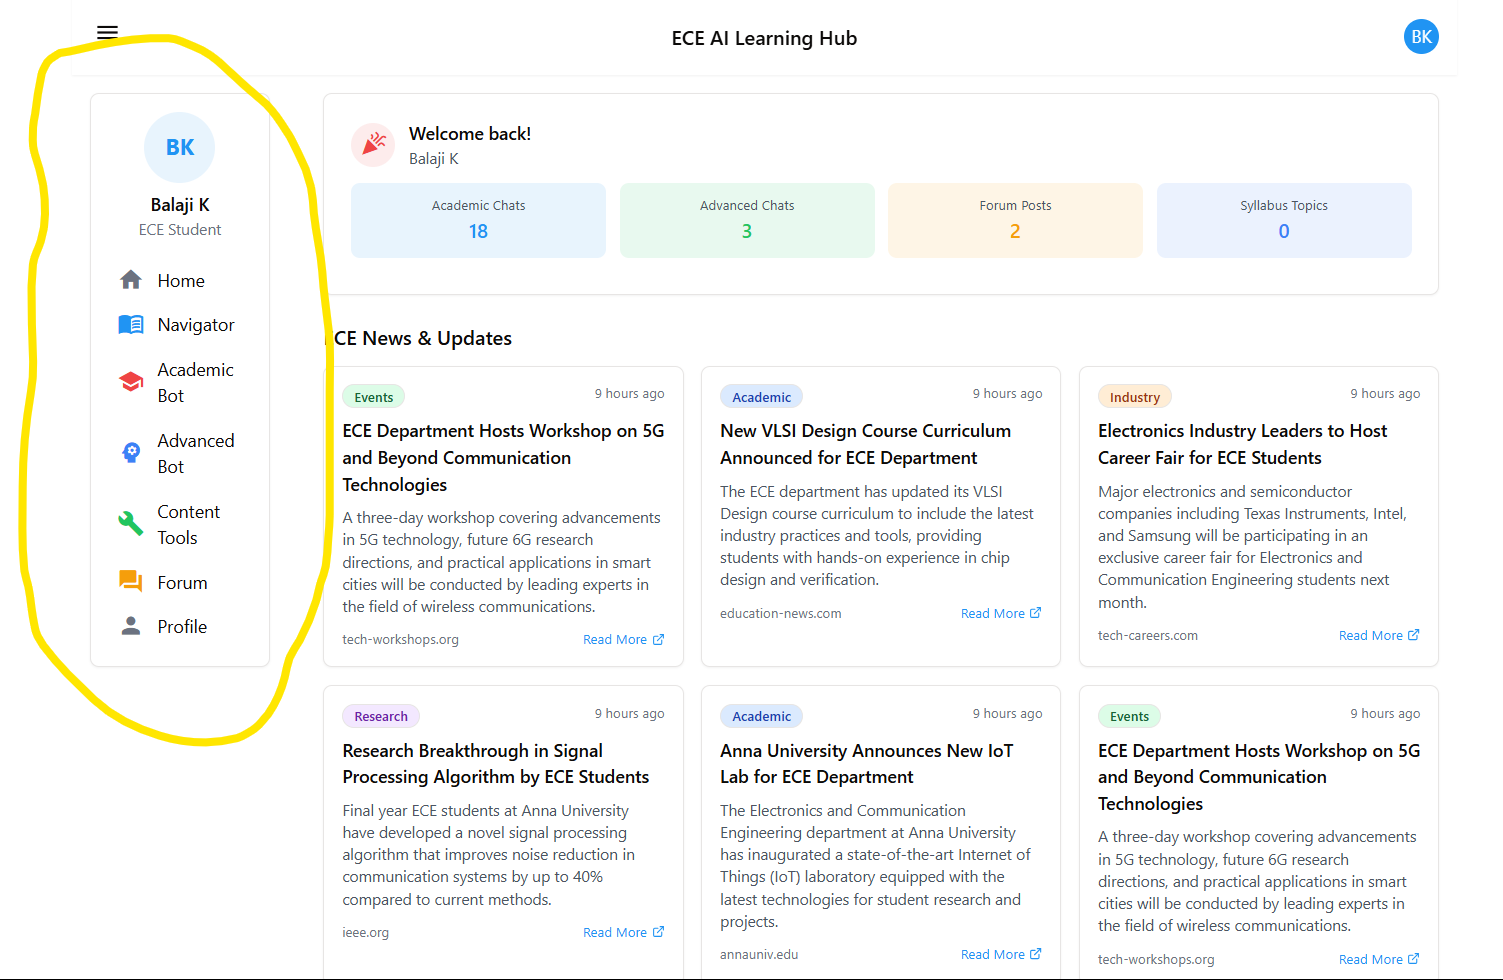 ECE AI Learning Hub
BK
BK
Balaji K
ECE Student
Home
Navigator
Academic
Bot
Advanced
Bot
Content
Tools
Forum
Profile
Welcome back!
Balaji K
Academic Chats
18
Advanced Chats
3
Forum Posts
2
Syllabus Topics
0
CE News & Updates
Events
9 hours ago
ECE Department Hosts Workshop on 5G
and Beyond Communication
Technologies
A three-day workshop covering advancements
in 5G technology, future 6G research
directions, and practical applications in smart
cities will be conducted by leading experts in
the field of wireless communications.
tech-workshops.org
Read More
Academic
9 hours ago
New VLSI Design Course Curriculum
Announced for ECE Department
The ECE department has updated its VLSI
Design course curriculum to include the latest
industry practices and tools, providing
students with hands-on experience in chip
design and verification.
education-news.com
Read More
Industry
9 hours ago
Electronics Industry Leaders to Host
Career Fair for ECE Students
Major electronics and semiconductor
companies including Texas Instruments, Intel,
and Samsung will be participating in an
exclusive career fair for Electronics and
Communication Engineering students next
month.
tech-careers.com
Read More
Research
9 hours ago
Research Breakthrough in Signal
Processing Algorithm by ECE Students
Final year ECE students at Anna University
have developed a novel signal processing
algorithm that improves noise reduction in
communication systems by up to 40%
compared to current methods.
ieee.org
Read More
Academic
9 hours ago
Anna University Announces New IoT
Lab for ECE Department
The Electronics and Communication
Engineering department at Anna University
has inaugurated a state-of-the-art Internet of
Things (IoT) laboratory equipped with the
latest technologies for student research and
projects.
annauniv.edu
Read More
Events
9 hours ago
ECE Department Hosts Workshop on 5G
and Beyond Communication
Technologies
A three-day workshop covering advancements
in 5G technology, future 6G research
directions, and practical applications in smart
cities will be conducted by leading experts in
the field of wireless communications.
tech-workshops.org
Read More